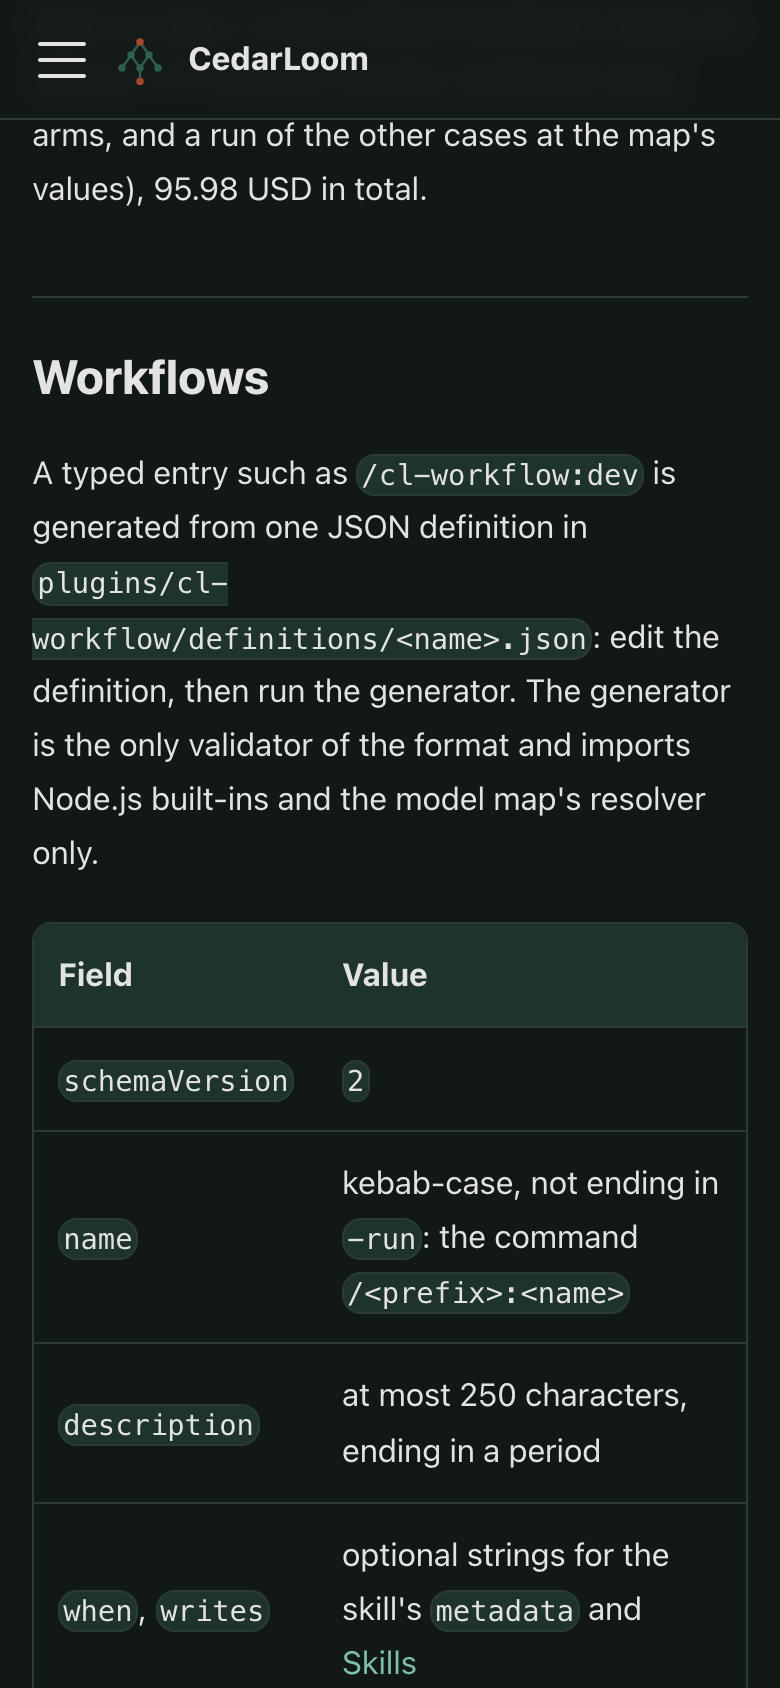 CedarLoom
arms, and a run of the other cases at the map's
values), 95.98 USD in total.
Workflows
A typed entry such as /cl-workflow:dev is
generated from one JSON definition in
plugins/cl-
workflow/definitions/<name>.json: edit the
definition, then run the generator. The generator
is the only validator of the format and imports
Node.js built-ins and the model map's resolver
only.
Field Value
schemaVersion 2
kebab-case, not ending in
name -run: the command
/<prefix>:<name>
description at most 250 characters,
ending in a period
optional strings for the
when, writes skill's metadata and
Skills